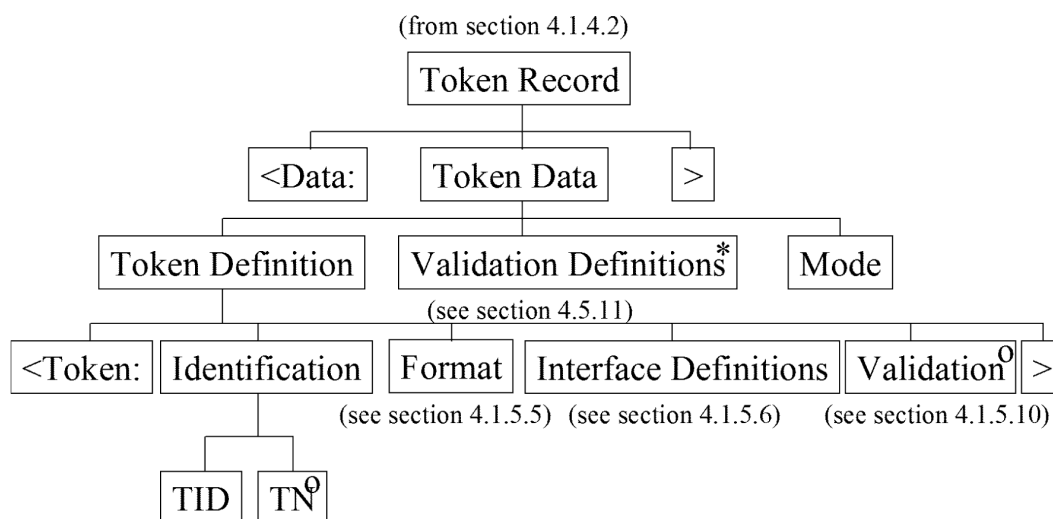 (from section 4.1.4.2)
Token Record
<Data: Token Data >
Token Definition Validation Definitions* Mode
(see section 4.5.11)
<Token: Identification Format Interface Definitions Validation o >
(see section 4.1.5.5) (see section 4.1.5.6) (see section 4.1.5.10)
TID TN o